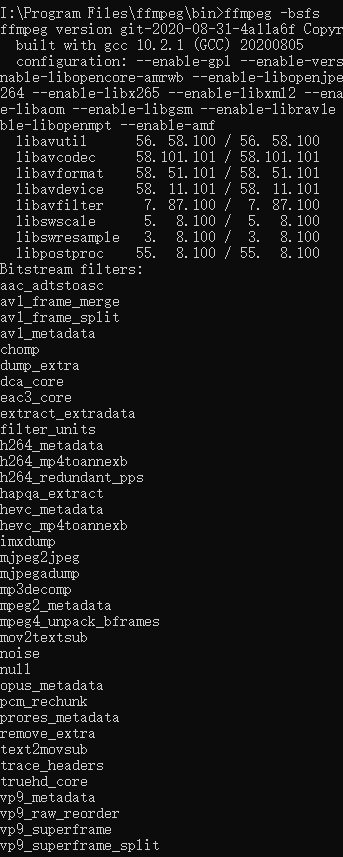 I:\Program Files\ffmpeg\bin>ffmpeg -bsfs
ffmpeg version git-2020-08-31-4a11a6f Copyr
built with gcc 10.2.1 (GCC) 20200805
configuration: --enable-gpl --enable-vers
nable-libopencore-amrwb --enable-libopenjpe
264 --enable-libx265 --enable-libxml2 --ena
e-libaom --enable-libgsm --enable-librav1e
ble-libopenmpt --enable-amf
libavutil 56. 58.100 / 56. 58.100
libavcodec 58.101.101 / 58.101.101
libavformat 58. 51.101 / 58. 51.101
libavdevice 58. 11.101 / 58. 11.101
libavfilter 7. 87.100 / 7. 87.100
libswscale 5. 8.100 / 5. 8.100
libswresample 3. 8.100 / 3. 8.100
libpostproc 55. 8.100 / 55. 8.100
Bitstream filters:
aac_adtstoasc
av1_frame_merge
av1_frame_split
av1_metadata
chomp
dump_extra
dca_core
eac3_core
extract_extradata
filter_units
h264_metadata
h264_mp4toannexb
h264_redundant_pps
hapqa_extract
hevc_metadata
hevc_mp4toannexb
imxdump
mjpeg2jpeg
mjpegadump
mp3decomp
mpeg2_metadata
mpeg4_unpack_bframes
mov2textsub
noise
null
opus_metadata
pcm_rechunk
prores_metadata
remove_extra
text2movsub
trace_headers
truehd_core
vp9_metadata
vp9_raw_reorder
vp9_superframe
vp9_superframe_split